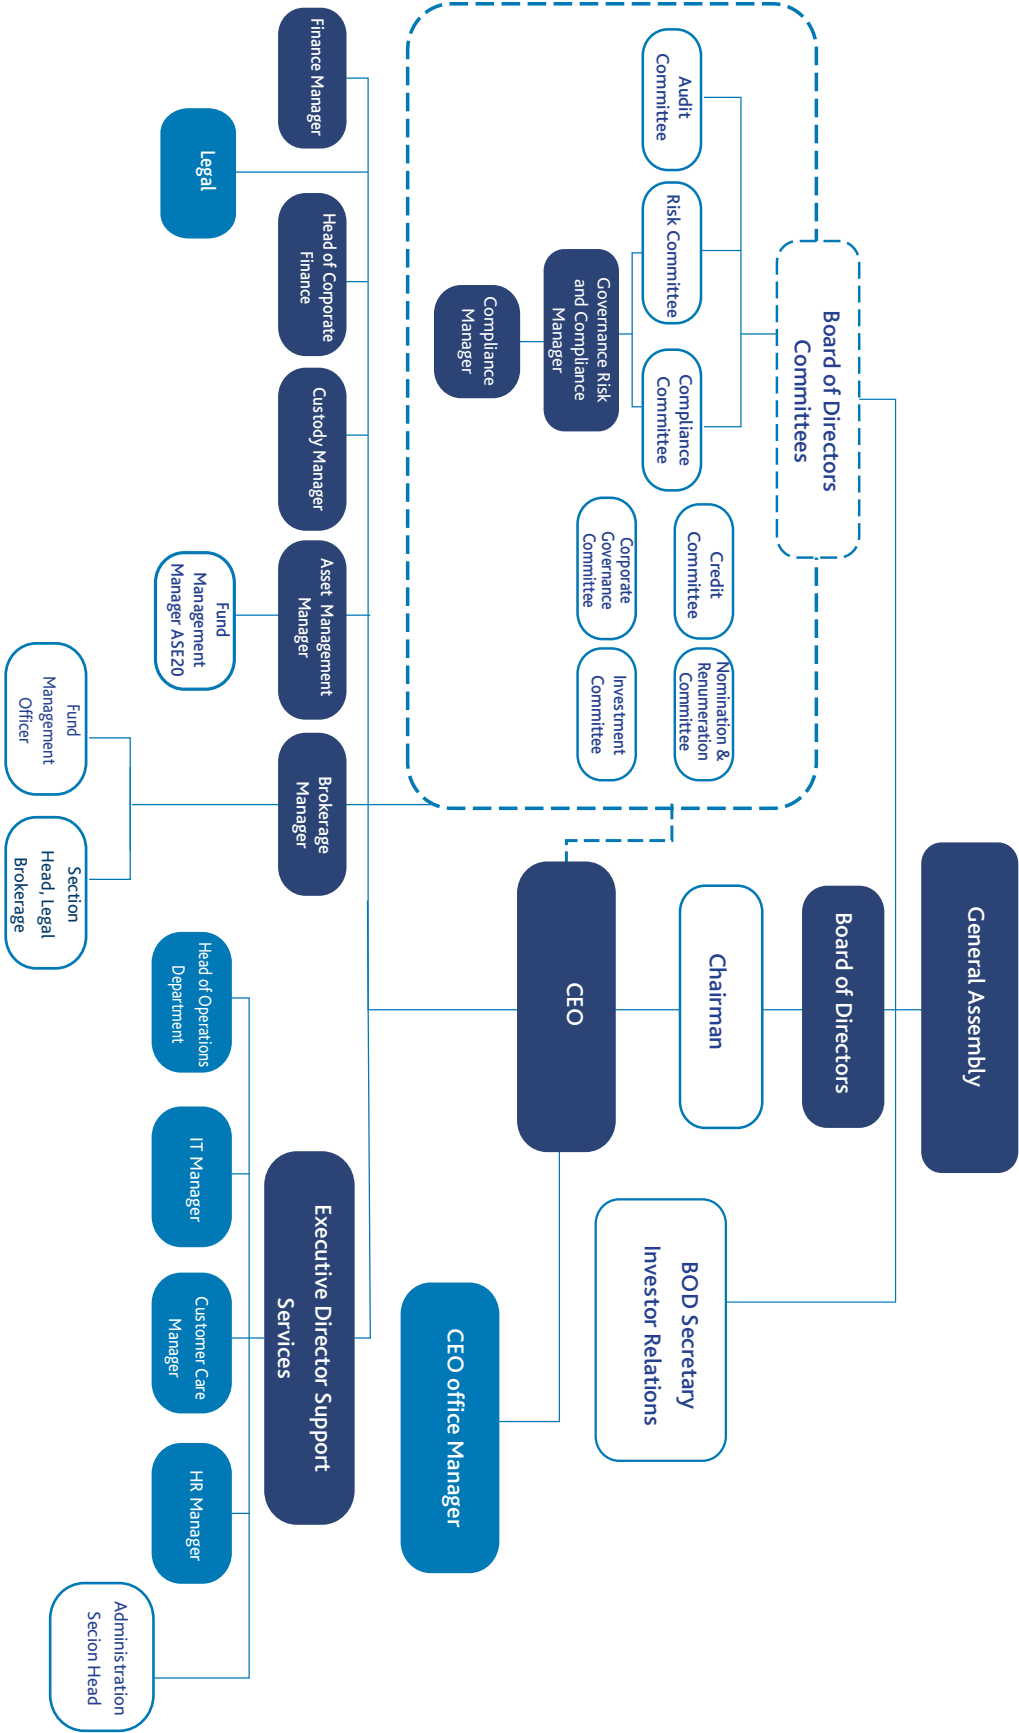 General Assembly
Board of Directors
Committees
Board of Directors
Chairman
BOD Secretary
Investor Relations
Audit
Committee
Risk Committee
Compliance
Committee
Credit
Committee
Nomination &
Renumeration
Committee
Corporate
Governance
Committee
Investment
Committee
Governance Risk
and Compliance
Manager
Compliance
Manager
CEO
CEO office Manager
Finance Manager
Legal
Head of Corporate
Finance
Custody Manager
Asset Management
Manager
Brokerage
Manager
Executive Director Support
Services
Fund
Management
Manager ASE20
Fund
Management
Officer
Section
Head, Legal
Brokerage
Head of Operations
Department
IT Manager
Customer Care
Manager
HR Manager
Administration
Secion Head